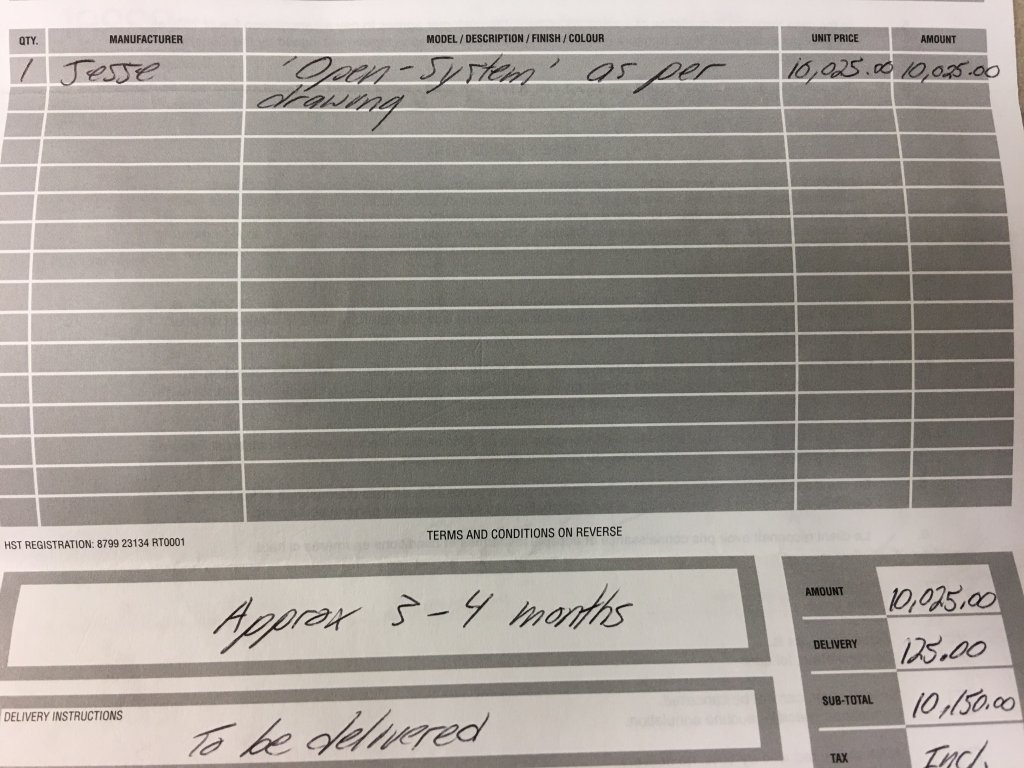 QTY. MANUFACTURER MODEL / DESCRIPTION / FINISH / COLOUR UNIT PRICE AMOUNT
1 Jesse 'Open-System' as per 10,025.00 10,025.00
drawing
HST REGISTRATION: 8799 23134 RT0001 TERMS AND CONDITIONS ON REVERSE
Approx 3-4 months
AMOUNT 10,025.00
DELIVERY 125.00
SUB-TOTAL 10,150.00
DELIVERY INSTRUCTIONS
To be delivered
TAX Incl.